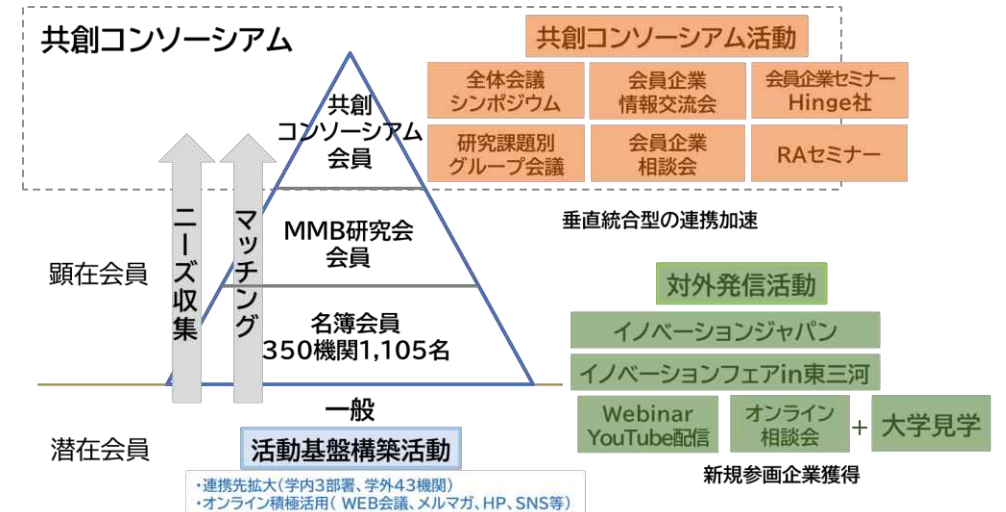 共創コンソーシアム
共創コンソーシアム活動
全体会議
シンポジウム
会員企業
情報交流会
会員企業セミナー
Hinge社
研究課題別
グループ会議
会員企業
相談会
RAセミナー
共創
コンソーシアム
会員
ニーズ収集
マッチング
垂直統合型の連携加速
顕在会員
MMB研究会
会員
名簿会員
350機関1,105名
対外発信活動
イノベーションジャパン
イノベーションフェアin東三河
Webinar
YouTube配信
オンライン
相談会
+
大学見学
新規参画企業獲得
一般
潜在会員
活動基盤構築活動
・連携先拡大(学内3部署、学外43機関)
・オンライン積極活用( WEB会議、メルマガ、HP、SNS等)